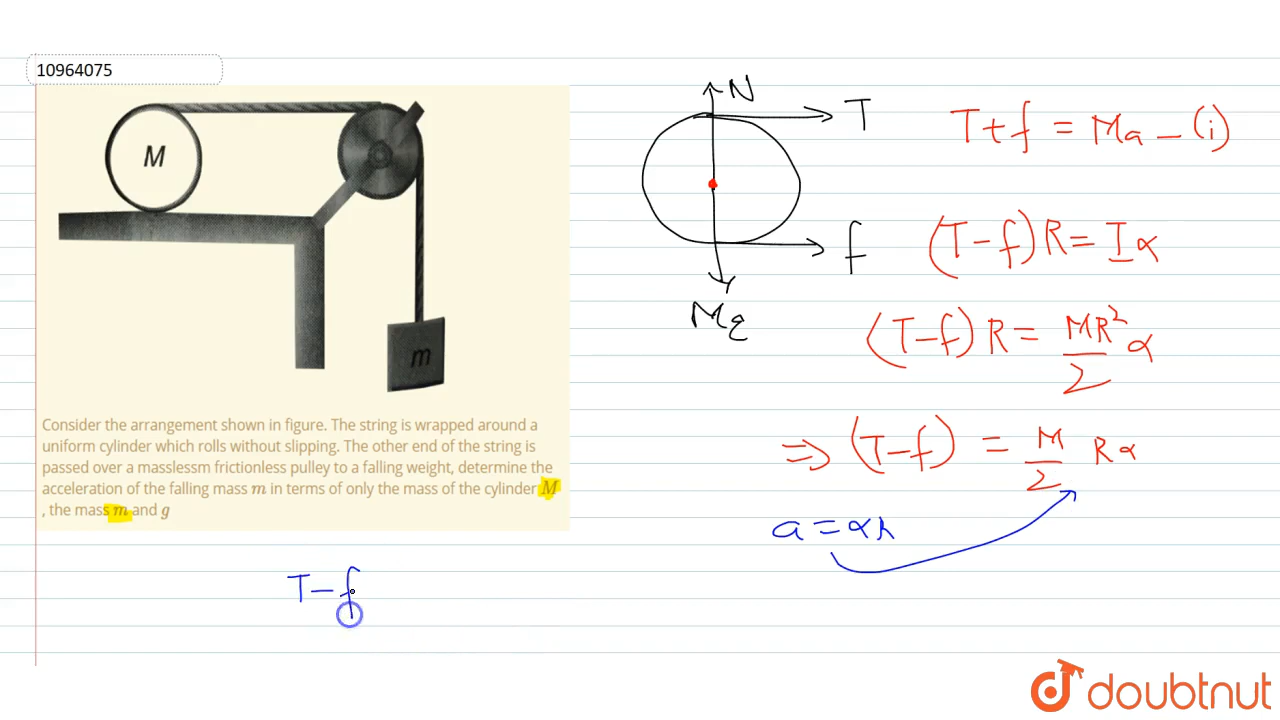 10964075
M
m
Consider the arrangement shown in figure. The string is wrapped around a
uniform cylinder which rolls without slipping. The other end of the string is
passed over a masslessm frictionless pulley to a falling weight, determine the
acceleration of the falling mass m in terms of only the mass of the cylinder M
, the mass m and g
T-f
N
T
f
Mg
T+f = Ma -(i)
(T-f)R = Iα
(T-f) R = MR²/2 α
⇒ (T-f) = M/2 Rα
a = αR
doubtnut